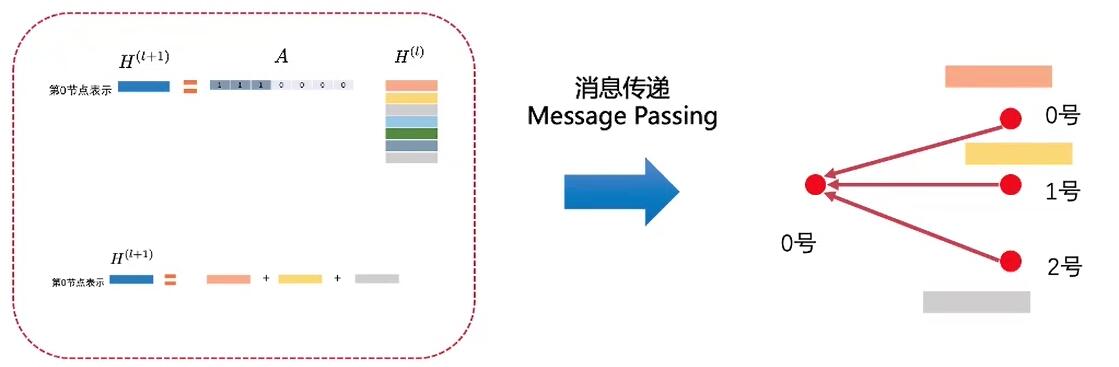 H^(l+1) A H^(l)
第0节点表示 = 1 1 1 0 0 0 0
H^(l+1)
第0节点表示 = + +
消息传递
Message Passing
0号
1号
0号
2号